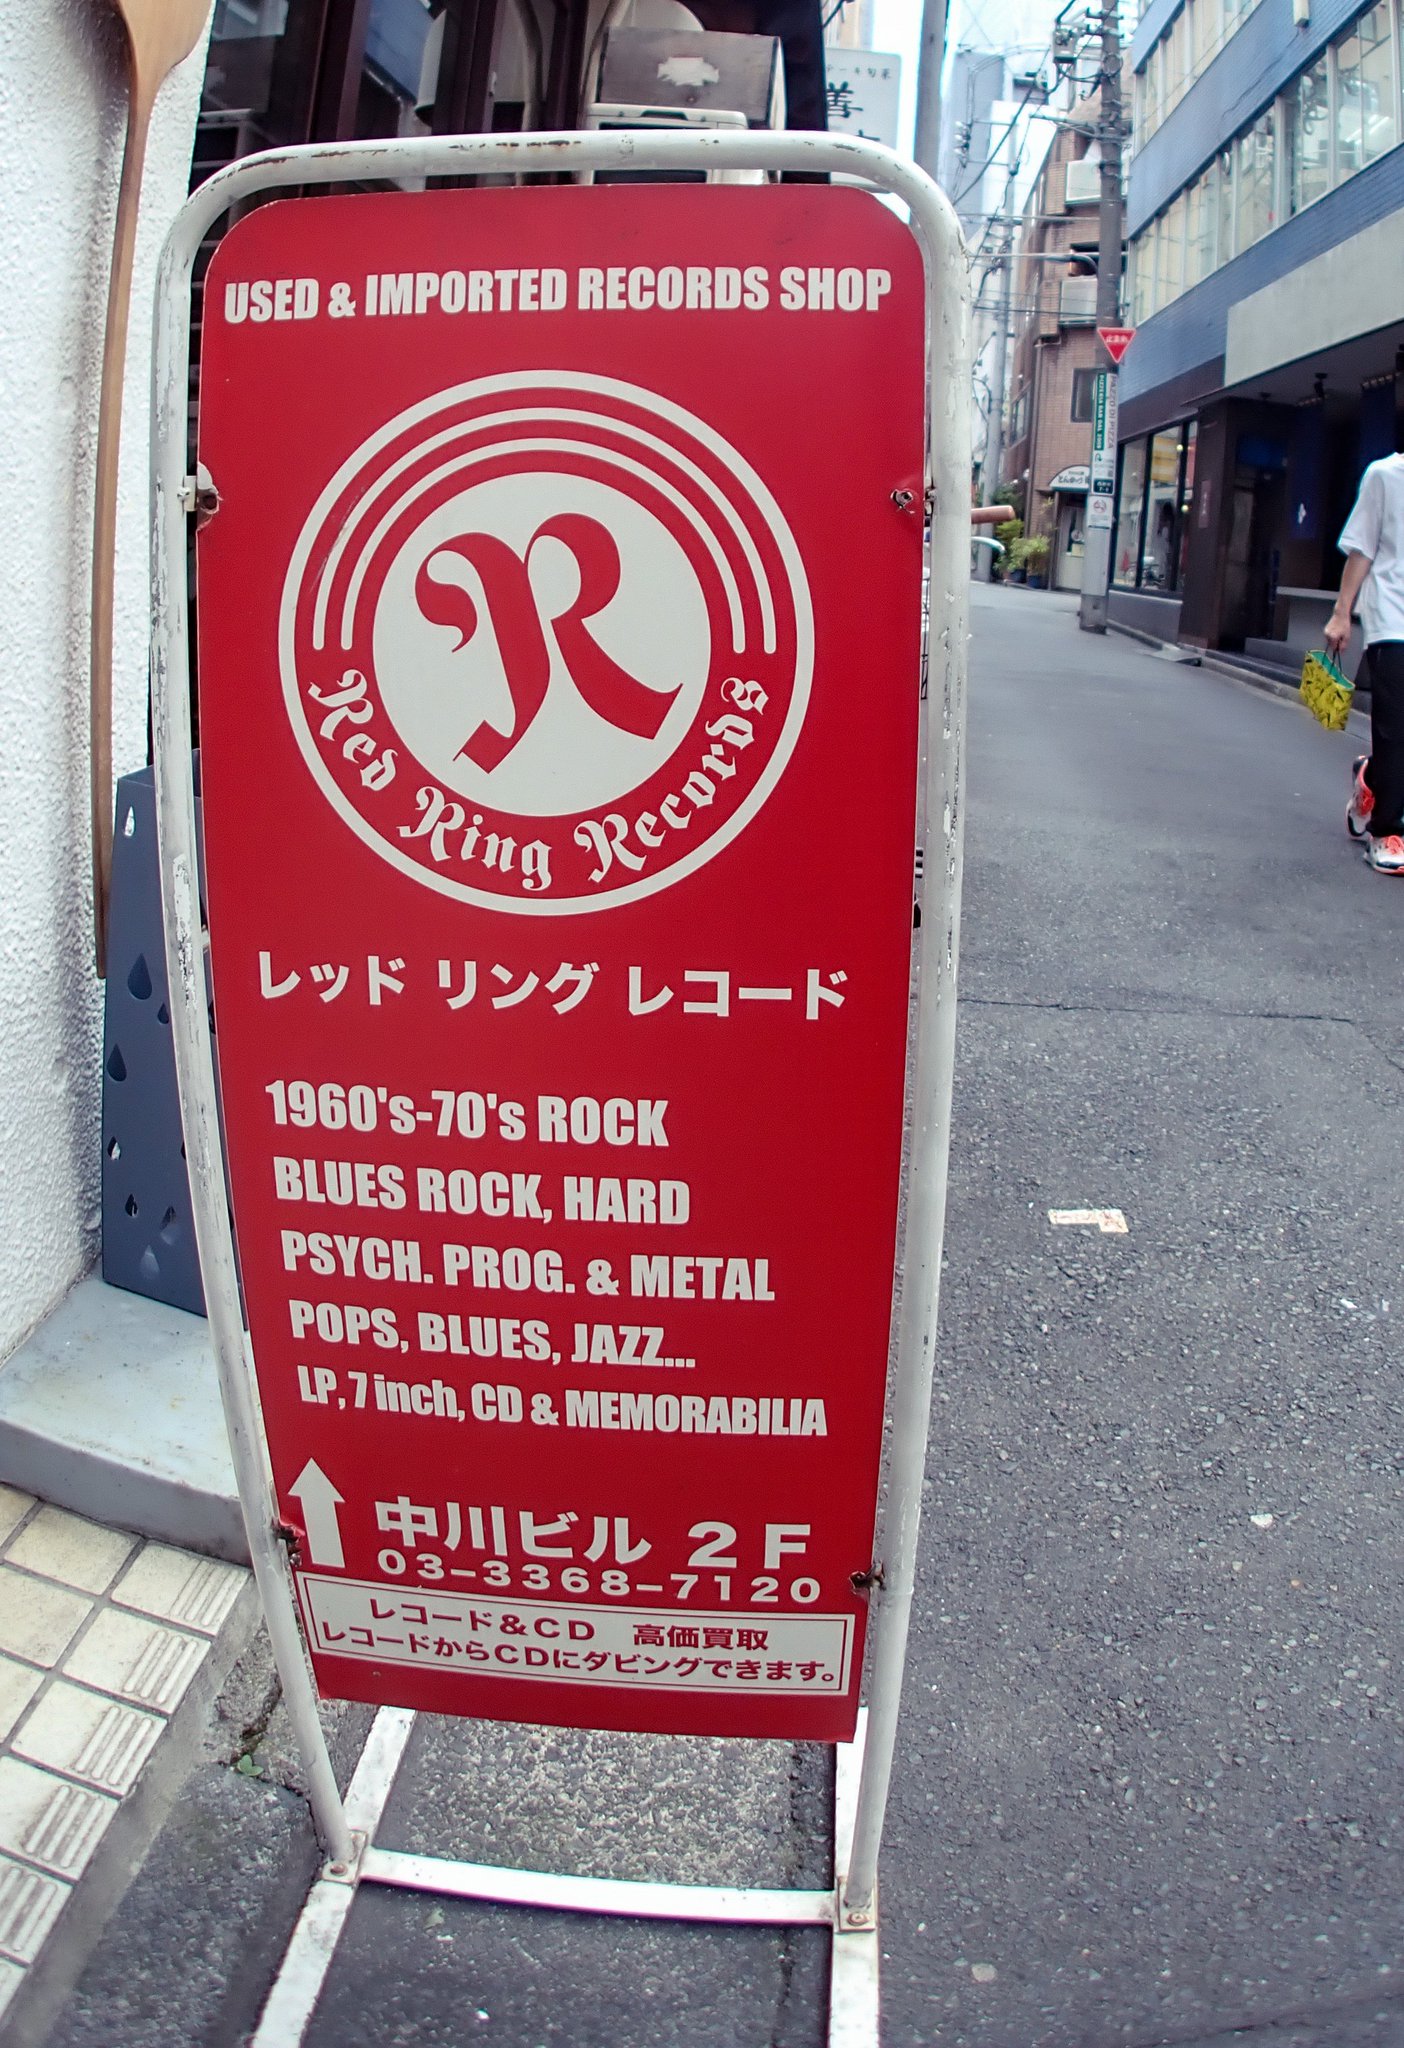 USED & IMPORTED RECORDS SHOP
R
Red Ring Records
レッド リング レコード
1960's-70's ROCK
BLUES ROCK, HARD
PSYCH. PROG. & METAL
POPS, BLUES, JAZZ...
LP, 7 inch, CD & MEMORABILIA
中川ビル 2F
03-3368-7120
レコード&CD 高価買取
レコードからCDにダビングできます。
止まれ